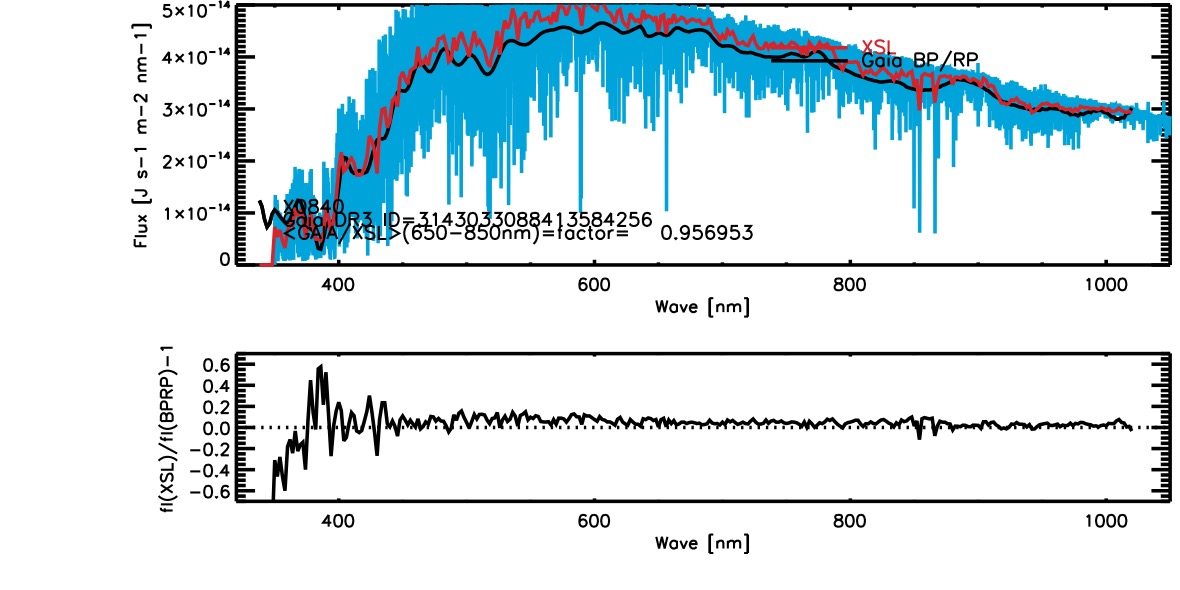 5×10⁻¹⁴
4×10⁻¹⁴
3×10⁻¹⁴
2×10⁻¹⁴
1×10⁻¹⁴
0
Flux [J s−1 m−2 nm−1]
XSL
Gaia BP/RP
X0840
Gaia DR3 ID=3143033088413584256
<GAIA/XSL>(650−850nm)=factor= 0.956953
400 600 800 1000
Wave [nm]
fl(XSL)/fl(BPRP)−1
0.6
0.4
0.2
0.0
−0.2
−0.4
−0.6
400 600 800 1000
Wave [nm]